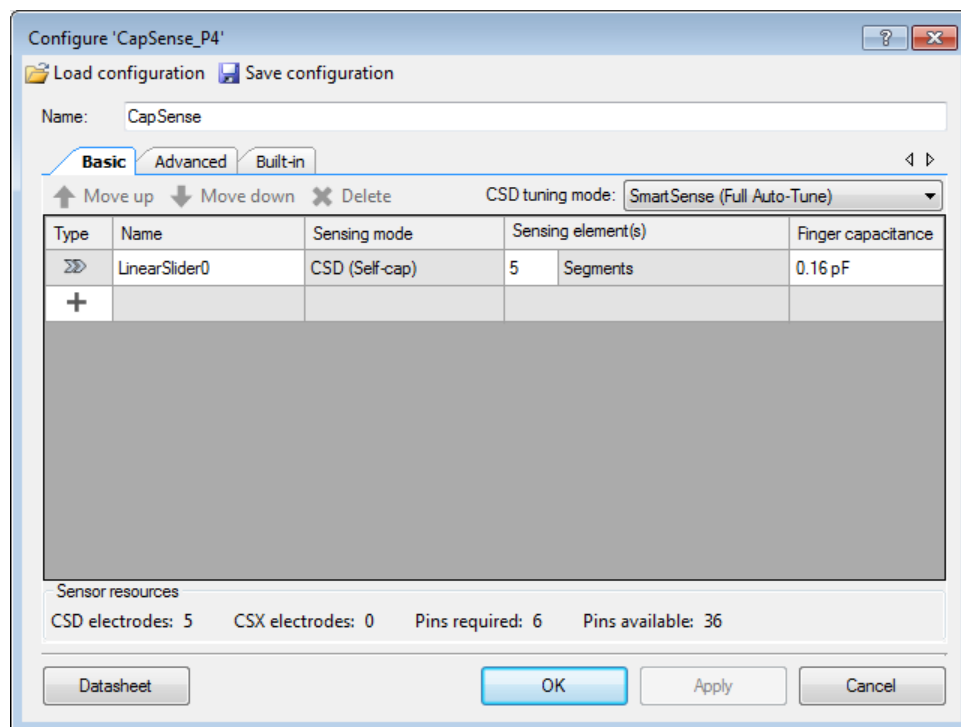 Configure 'CapSense_P4'
Load configuration Save configuration
Name: CapSense
Basic Advanced Built-in
Move up Move down Delete CSD tuning mode: SmartSense (Full Auto-Tune)
Type Name Sensing mode Sensing element(s) Finger capacitance
LinearSlider0 CSD (Self-cap) 5 Segments 0.16 pF
Sensor resources
CSD electrodes: 5 CSX electrodes: 0 Pins required: 6 Pins available: 36
Datasheet OK Apply Cancel